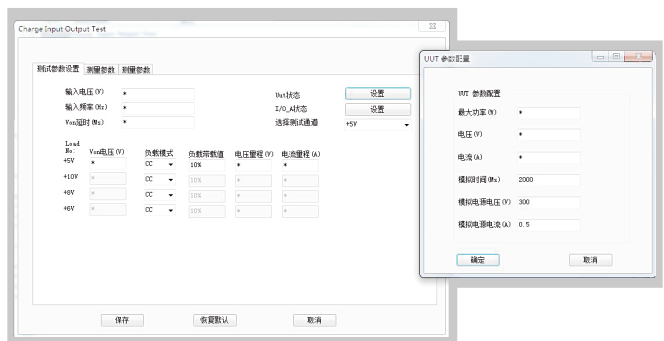 Charge Input Output Test
测试参数设置 测量参数 测量参数
输入电压(V) *
输入频率(Hz) *
Von延时(Ms) *
Uut状态 设置
I/O_A状态 设置
选择测试通道 +5V
Load No: Von电压(V) 负载模式 负载带载值 电压量程(V) 电流量程(A)
+5V * CC 10% * *
+10V * CC 10% * *
+8V * CC 10% * *
+6V * CC 10% * *
保存 恢复默认 取消
UUT 参数配置
UUT 参数配置
最大功率(W) *
电压(V) *
电流(A) *
模拟时间(Ms) 2000
模拟电源电压(V) 300
模拟电源电流(A) 0.5
确定 取消